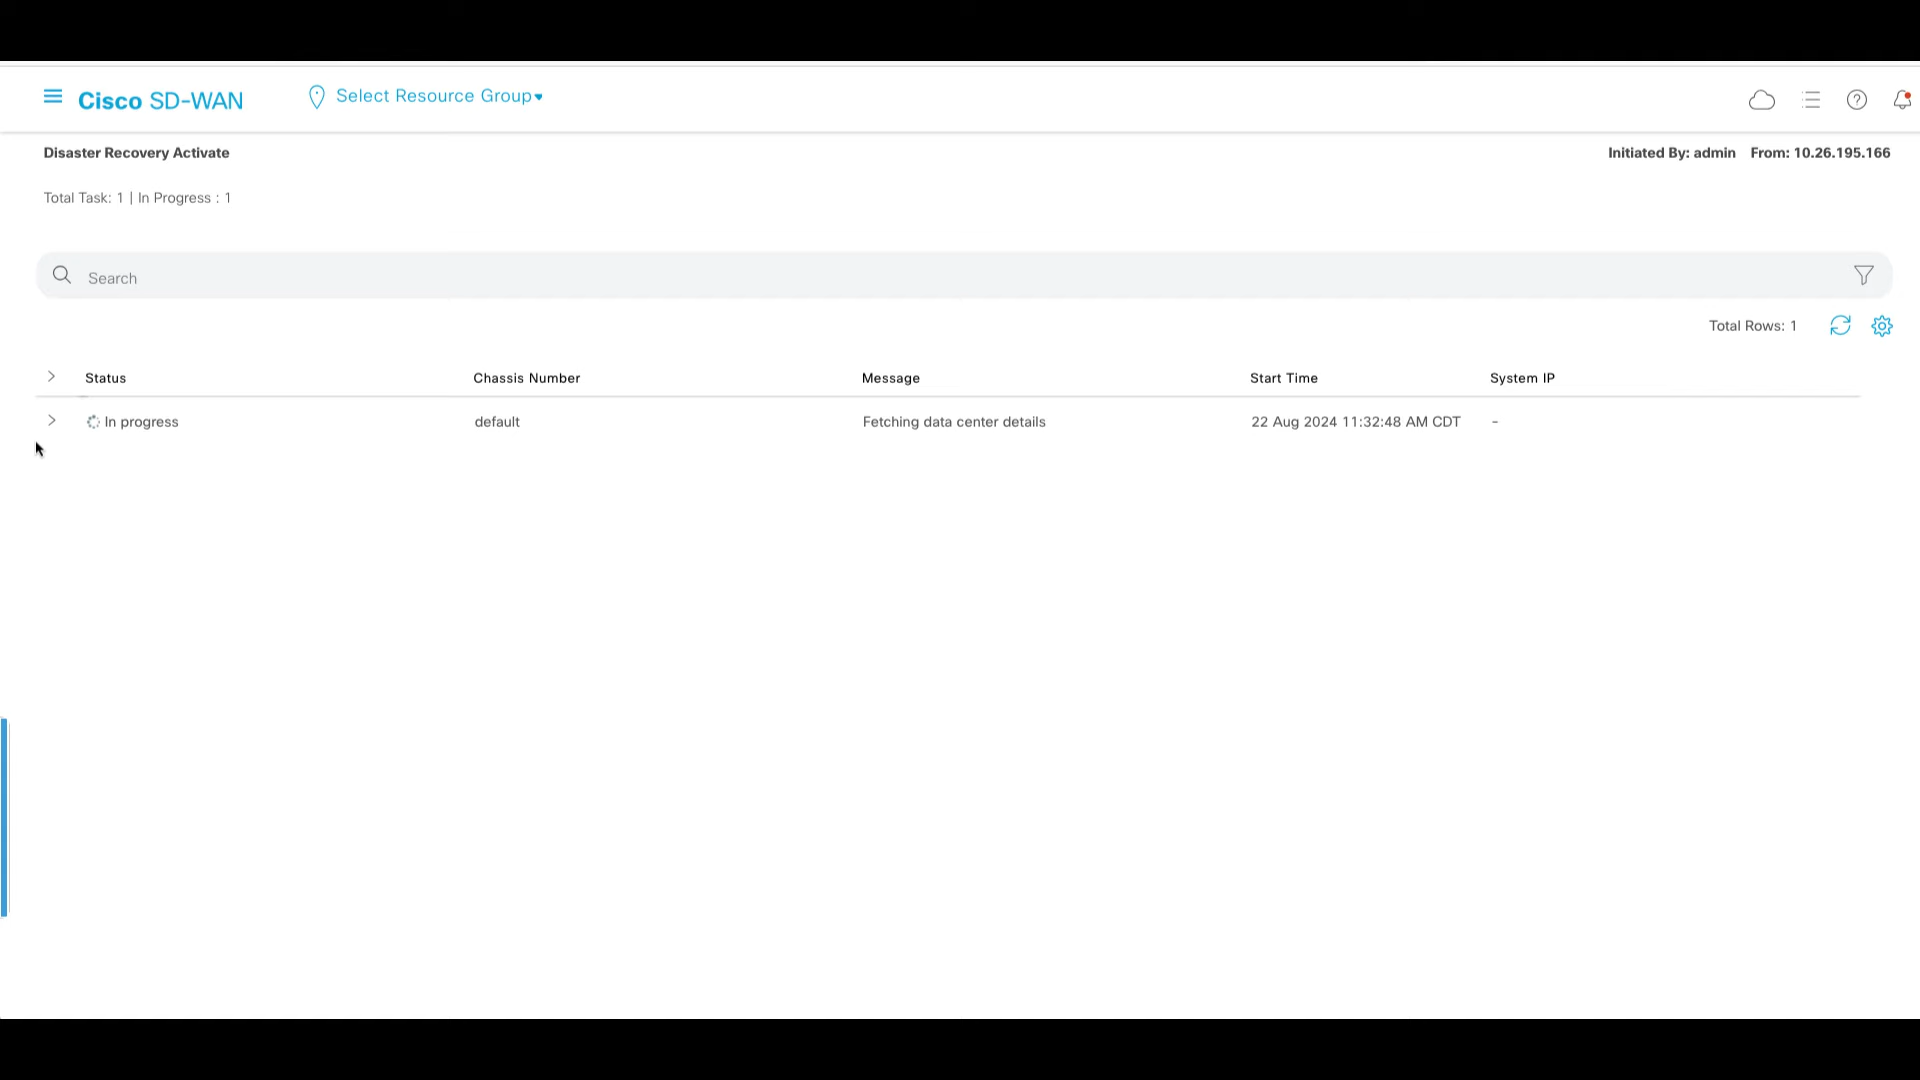 Cisco SD-WAN
Select Resource Group
Disaster Recovery Activate
Initiated By: admin From: 10.26.195.166
Total Task: 1 | In Progress : 1
Search
Total Rows: 1
Status Chassis Number Message Start Time System IP
In progress default Fetching data center details 22 Aug 2024 11:32:48 AM CDT -